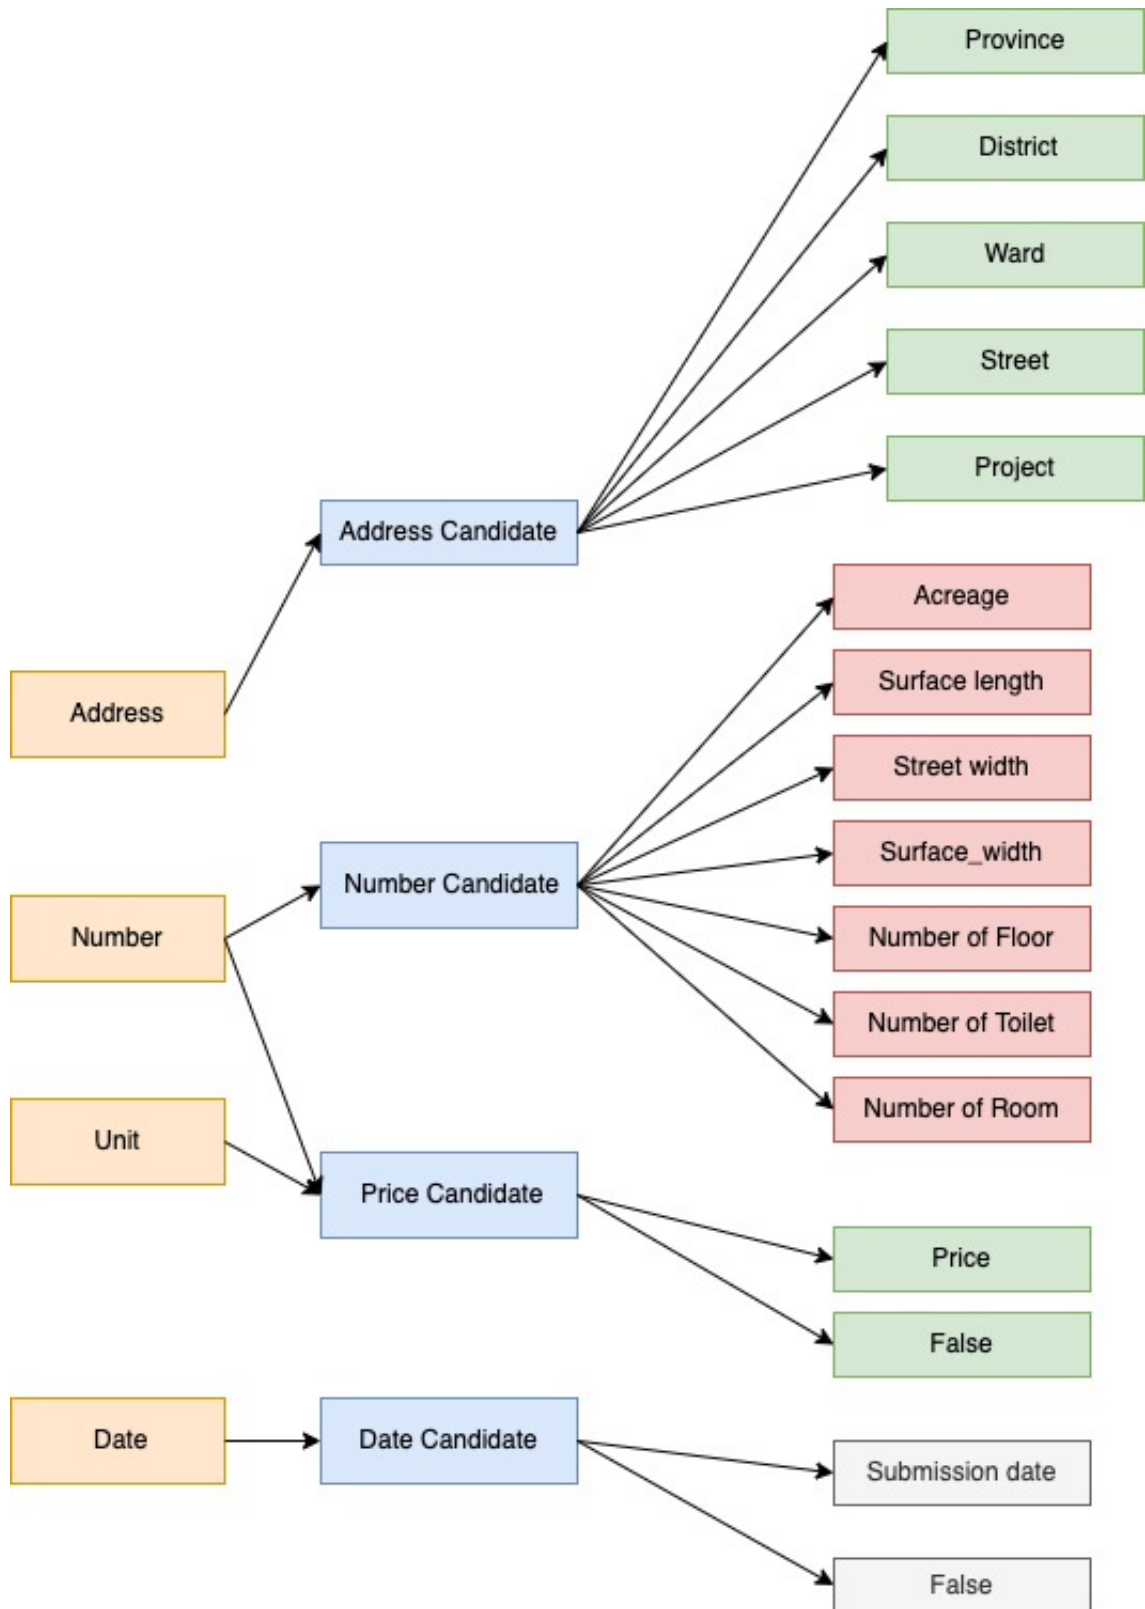 Province
District
Ward
Street
Project
Address Candidate
Acreage
Surface length
Address
Street width
Surface_width
Number Candidate
Number
Number of Floor
Number of Toilet
Number of Room
Unit
Price Candidate
Price
False
Date
Date Candidate
Submission date
False